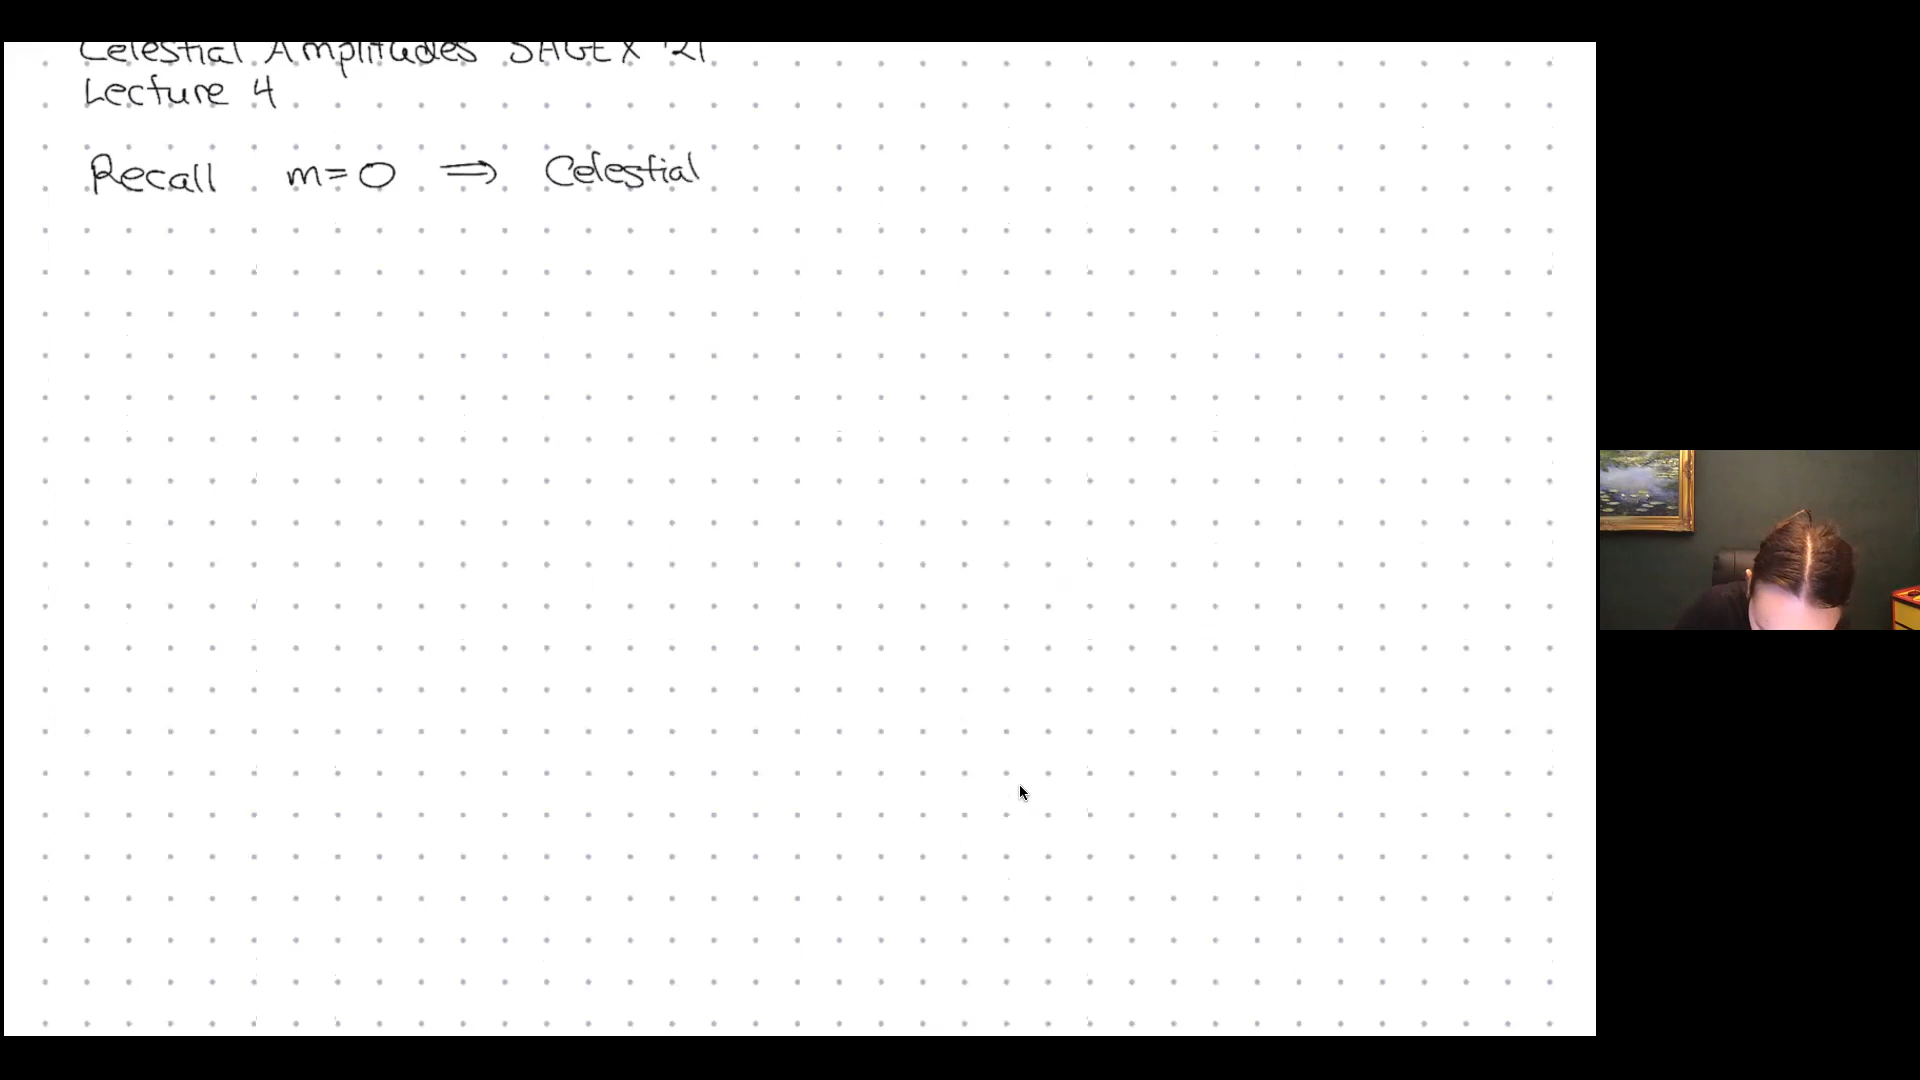 Celestial Amplitudes SAGEX '21
Lecture 4
Recall m=0 ⟹ Celestial